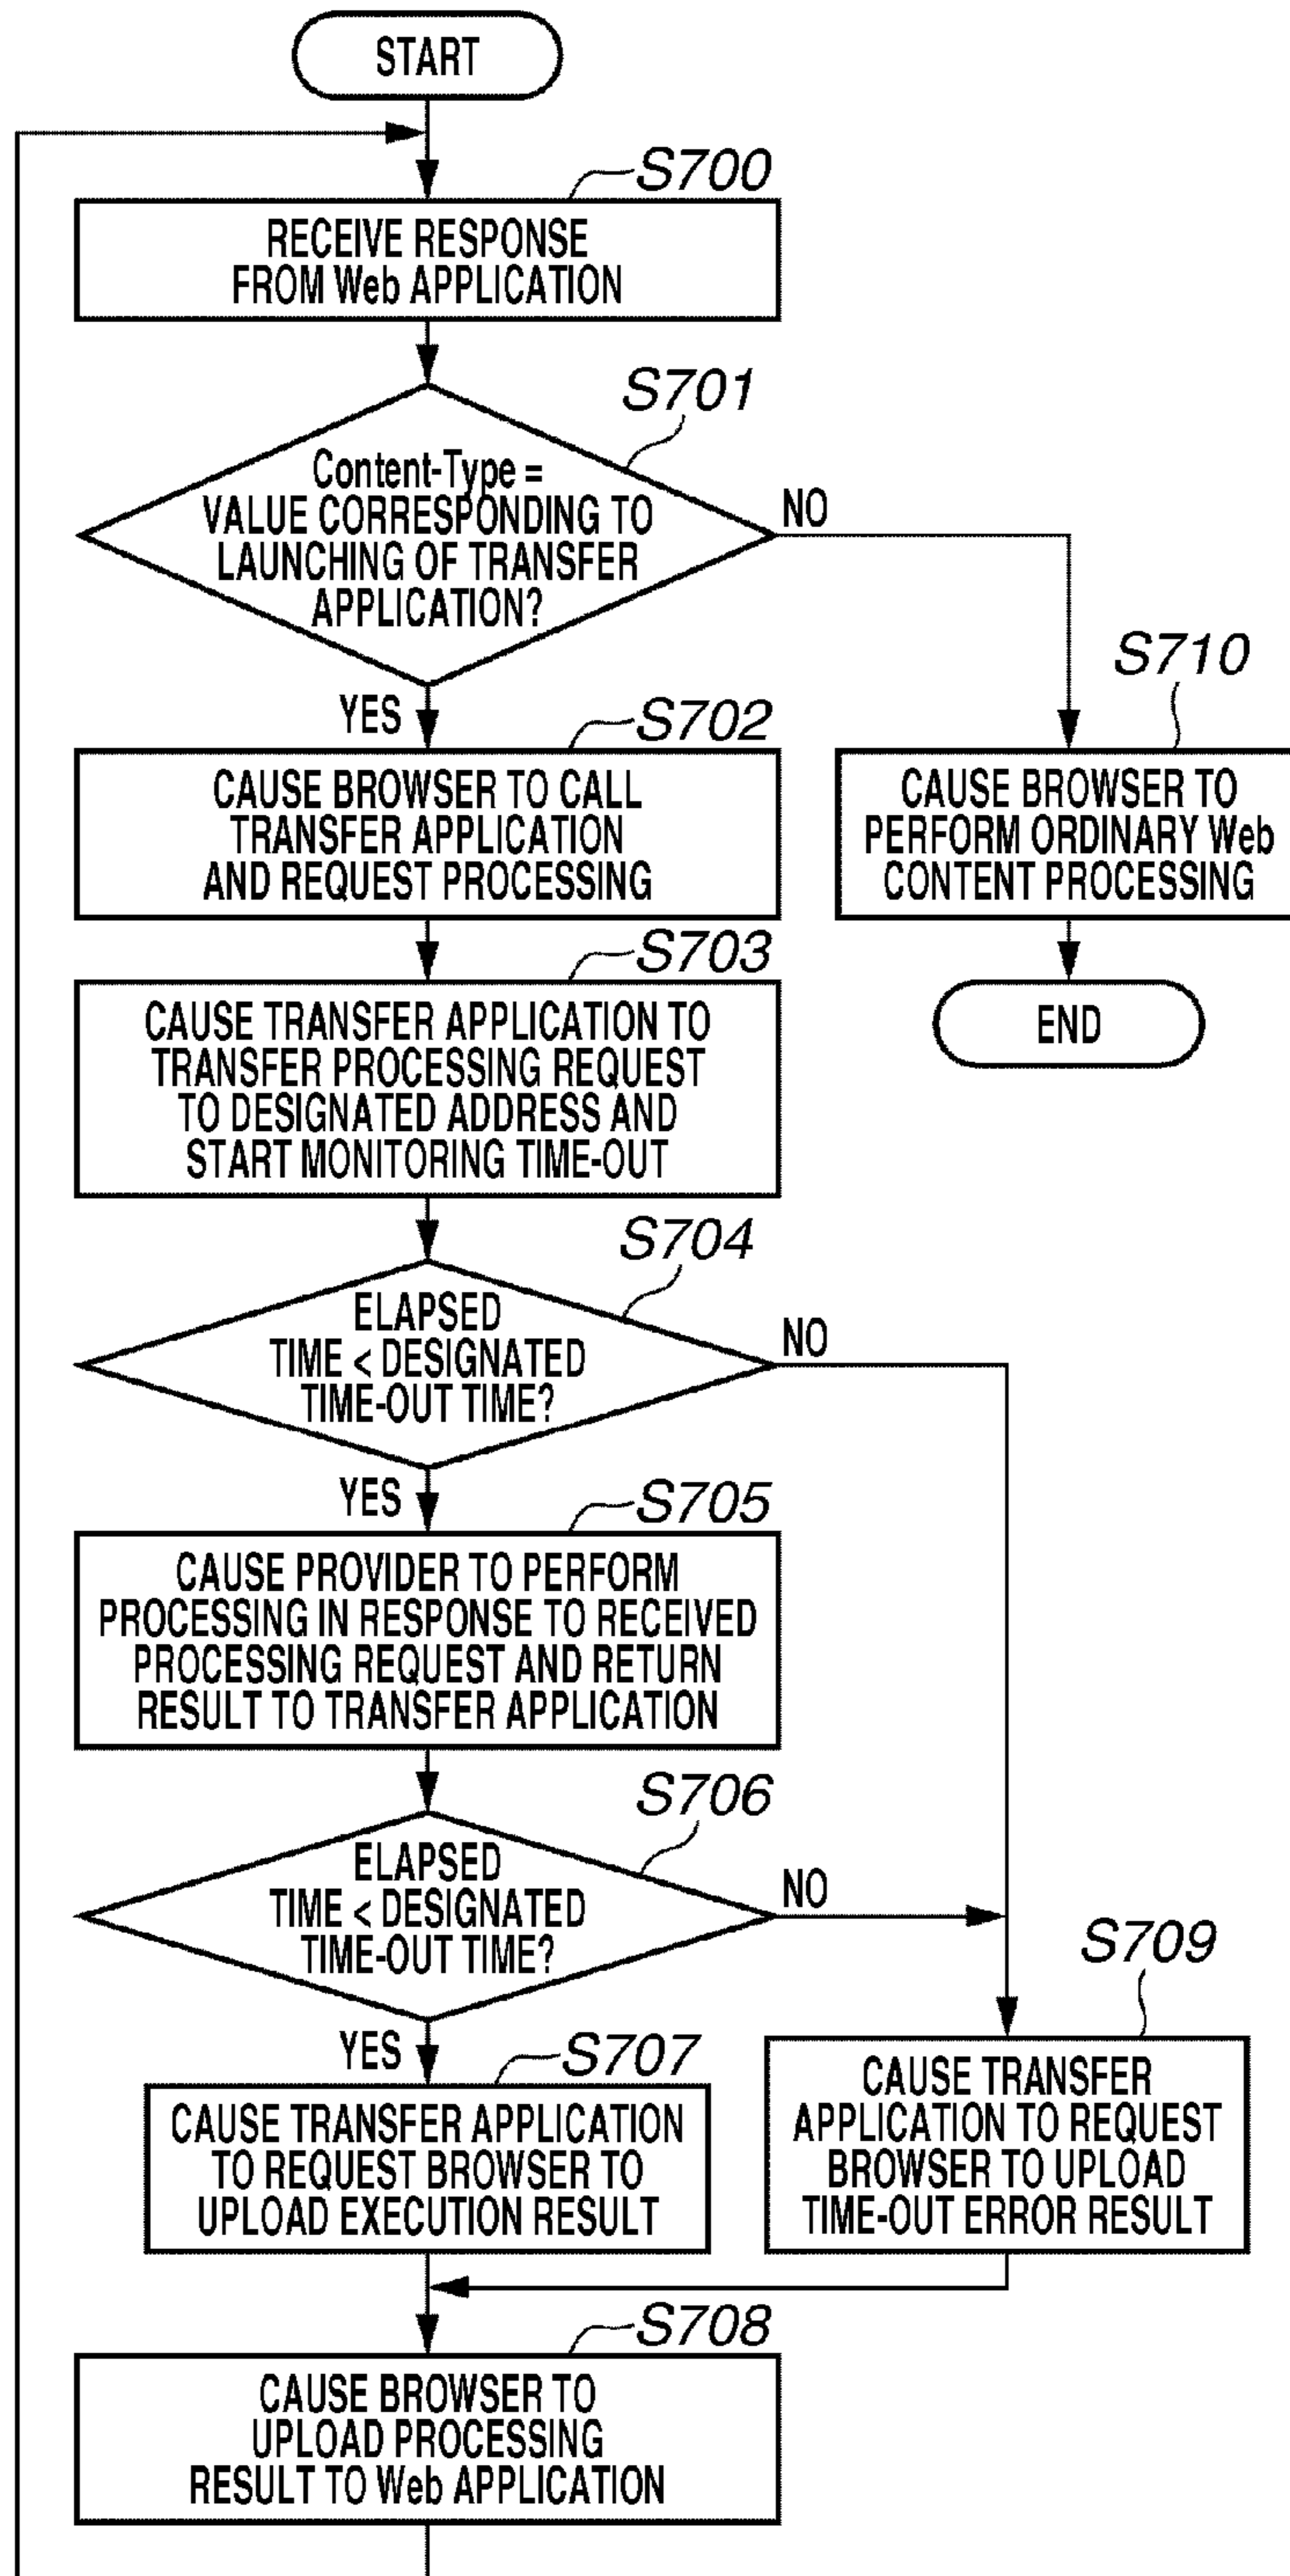 START
S700
RECEIVE RESPONSE
FROM Web APPLICATION
S701
Content-Type =
VALUE CORRESPONDING TO
LAUNCHING OF TRANSFER
APPLICATION?
NO
YES
S702
CAUSE BROWSER TO CALL
TRANSFER APPLICATION
AND REQUEST PROCESSING
S710
CAUSE BROWSER TO
PERFORM ORDINARY Web
CONTENT PROCESSING
END
S703
CAUSE TRANSFER APPLICATION TO
TRANSFER PROCESSING REQUEST
TO DESIGNATED ADDRESS AND
START MONITORING TIME-OUT
S704
ELAPSED
TIME < DESIGNATED
TIME-OUT TIME?
NO
YES
S705
CAUSE PROVIDER TO PERFORM
PROCESSING IN RESPONSE TO RECEIVED
PROCESSING REQUEST AND RETURN
RESULT TO TRANSFER APPLICATION
S706
ELAPSED
TIME < DESIGNATED
TIME-OUT TIME?
NO
YES
S707
CAUSE TRANSFER APPLICATION
TO REQUEST BROWSER TO
UPLOAD EXECUTION RESULT
S709
CAUSE TRANSFER
APPLICATION TO REQUEST
BROWSER TO UPLOAD
TIME-OUT ERROR RESULT
S708
CAUSE BROWSER TO
UPLOAD PROCESSING
RESULT TO Web APPLICATION